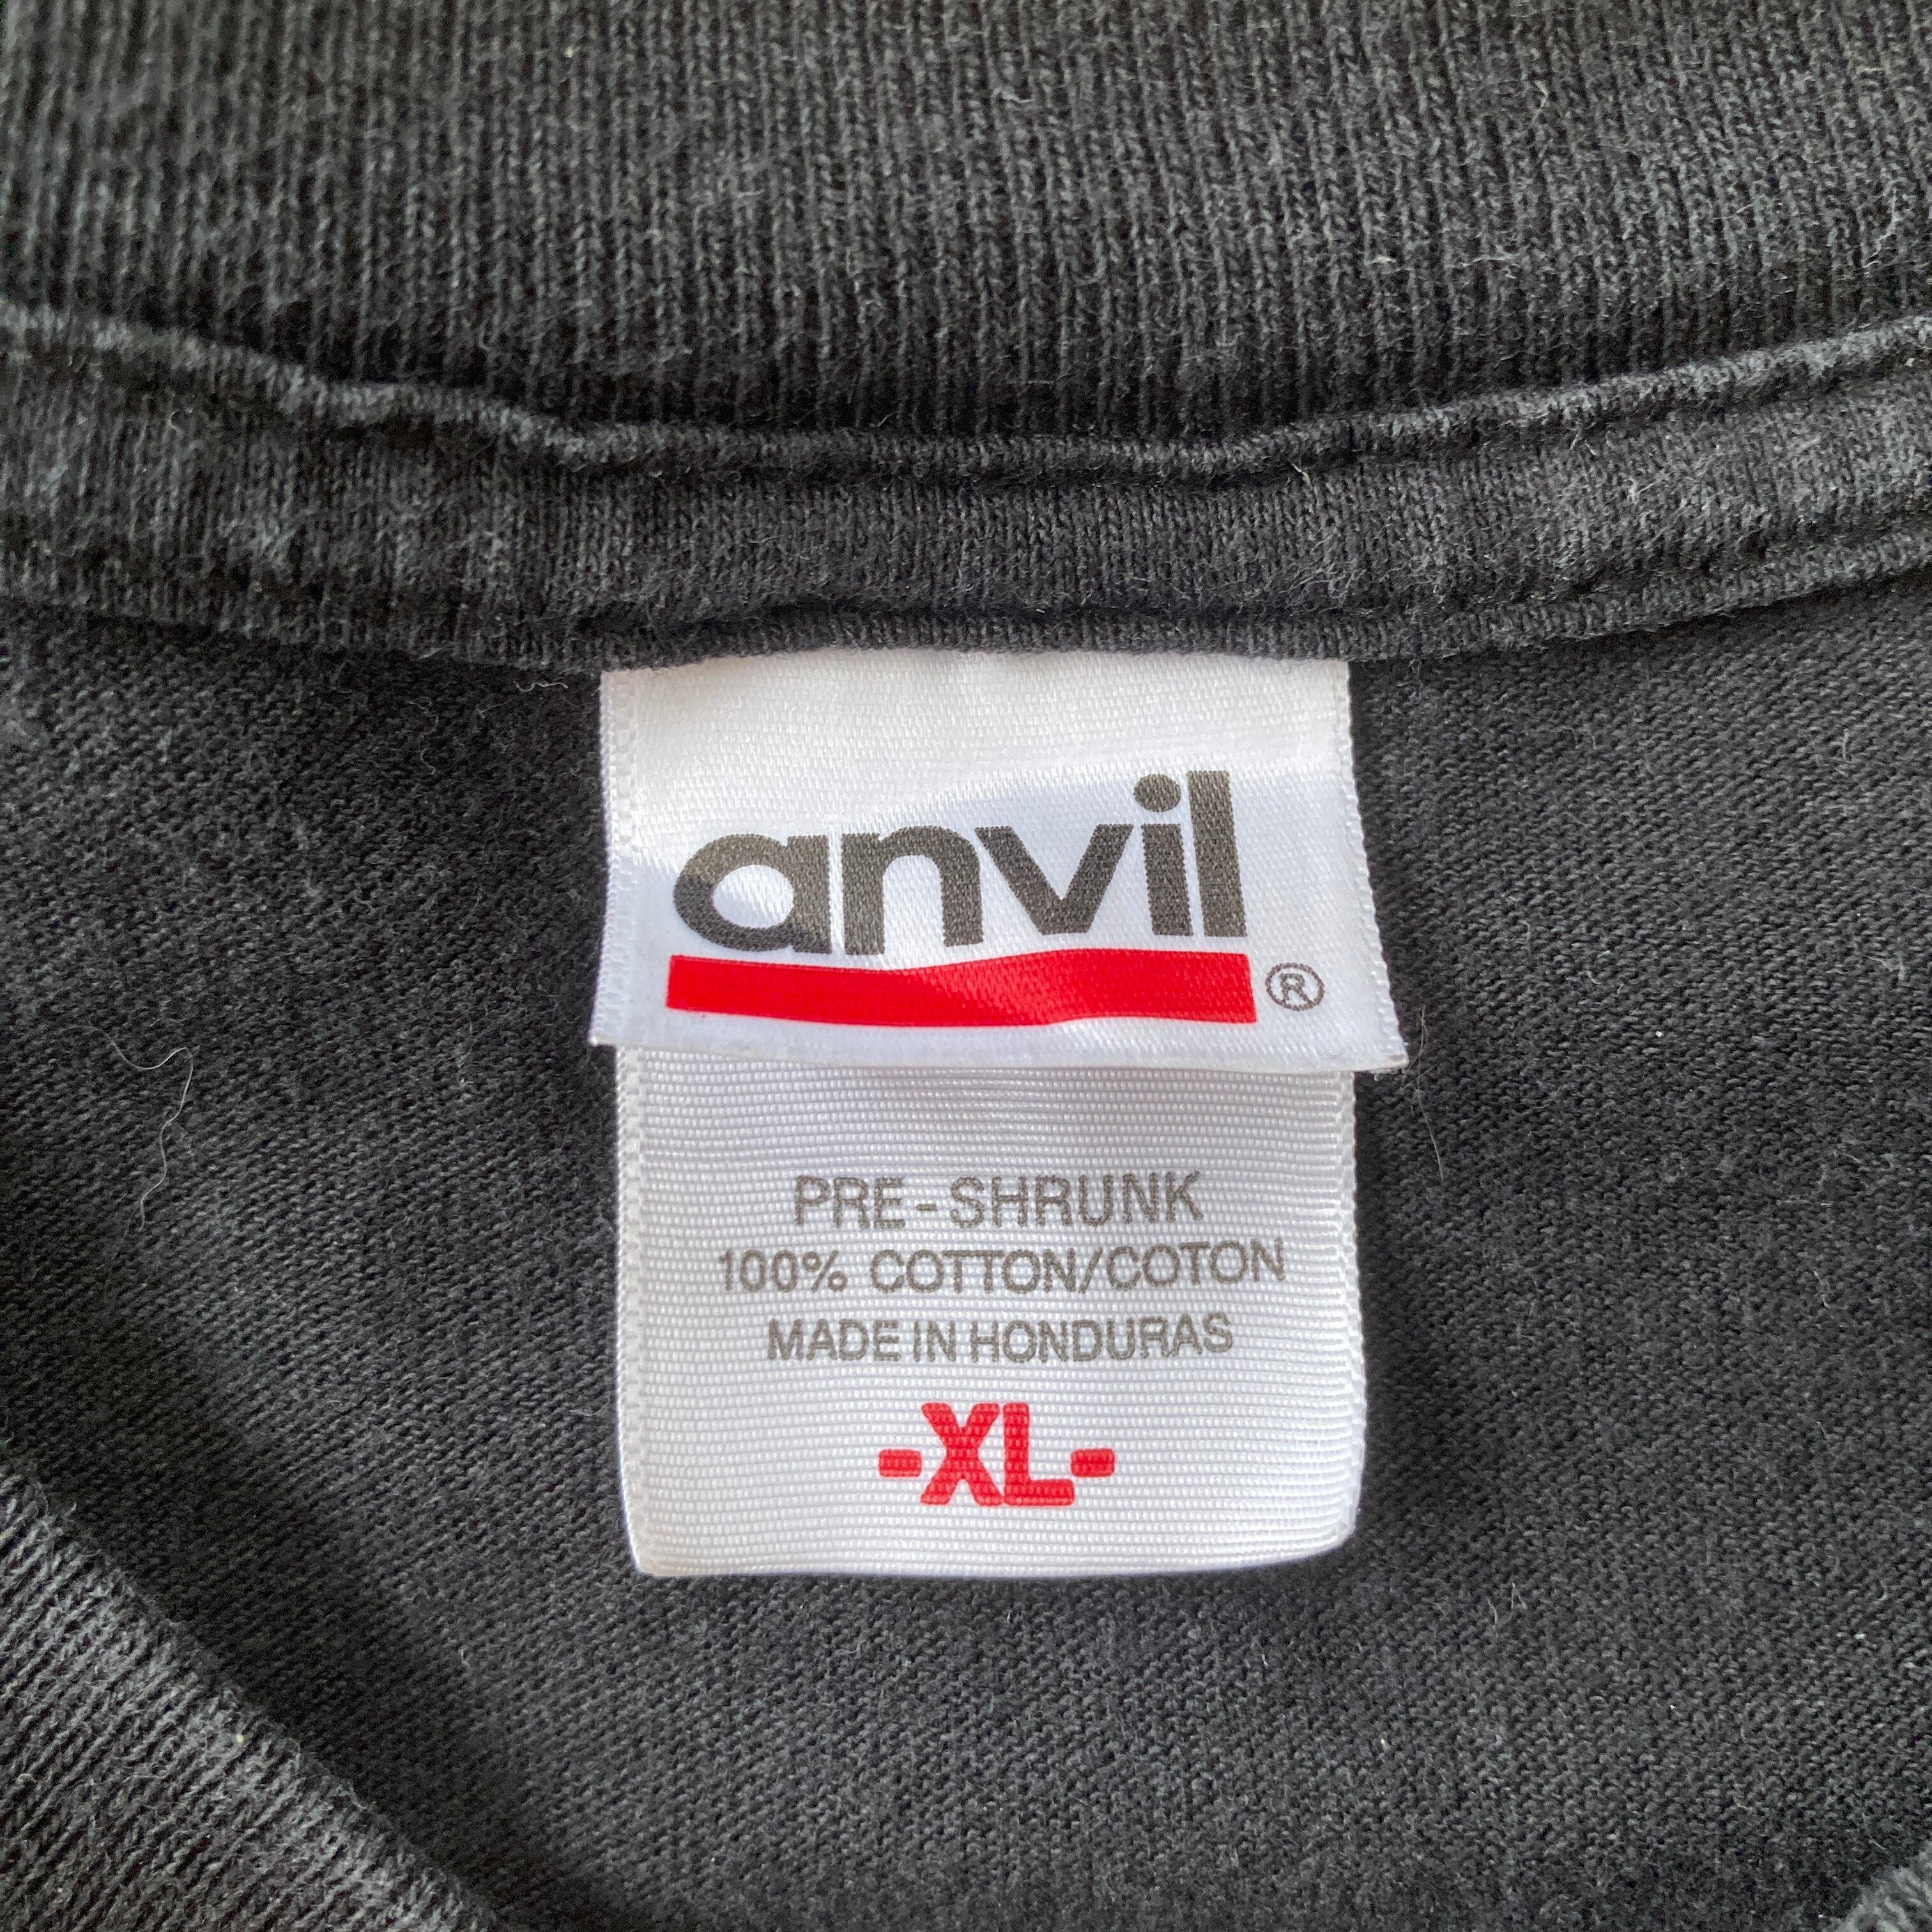 anvil ®
PRE-SHRUNK
100% COTTON/COTON
MADE IN HONDURAS
-XL-